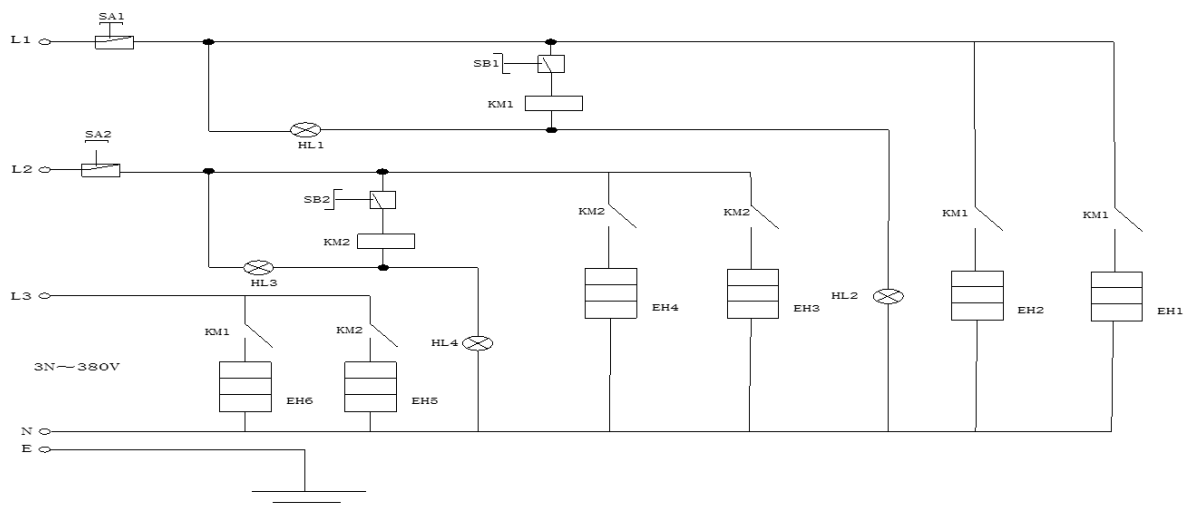 SA1
L1
SB1
KM1
HL1
SA2
L2
SB2
KM2
HL3
KM2
KM2
KM1
KM1
L3
HL2
EH4
EH3
EH2
EH1
KM1
KM2
HL4
3N～380V
EH6
EH5
N
E